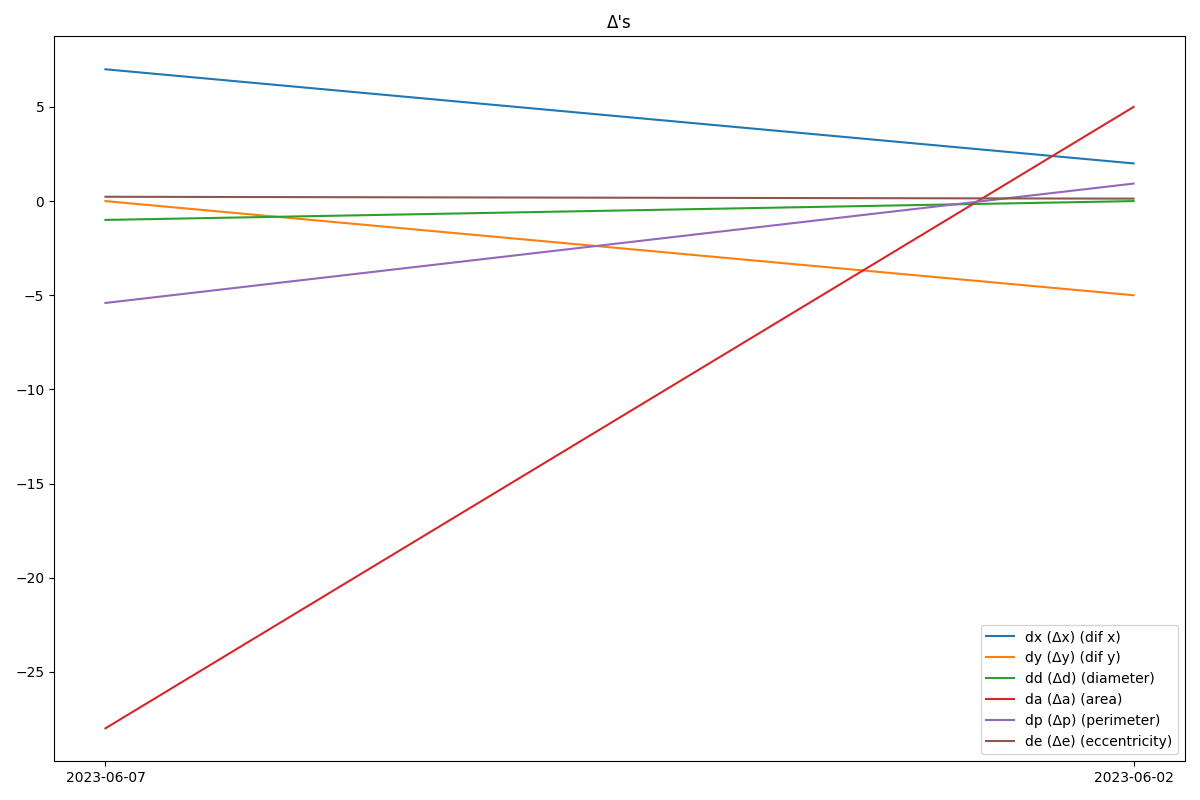 Δ's
5
0
−5
−10
−15
−20
−25
dx (Δx) (dif x)
dy (Δy) (dif y)
dd (Δd) (diameter)
da (Δa) (area)
dp (Δp) (perimeter)
de (Δe) (eccentricity)
2023-06-07
2023-06-02